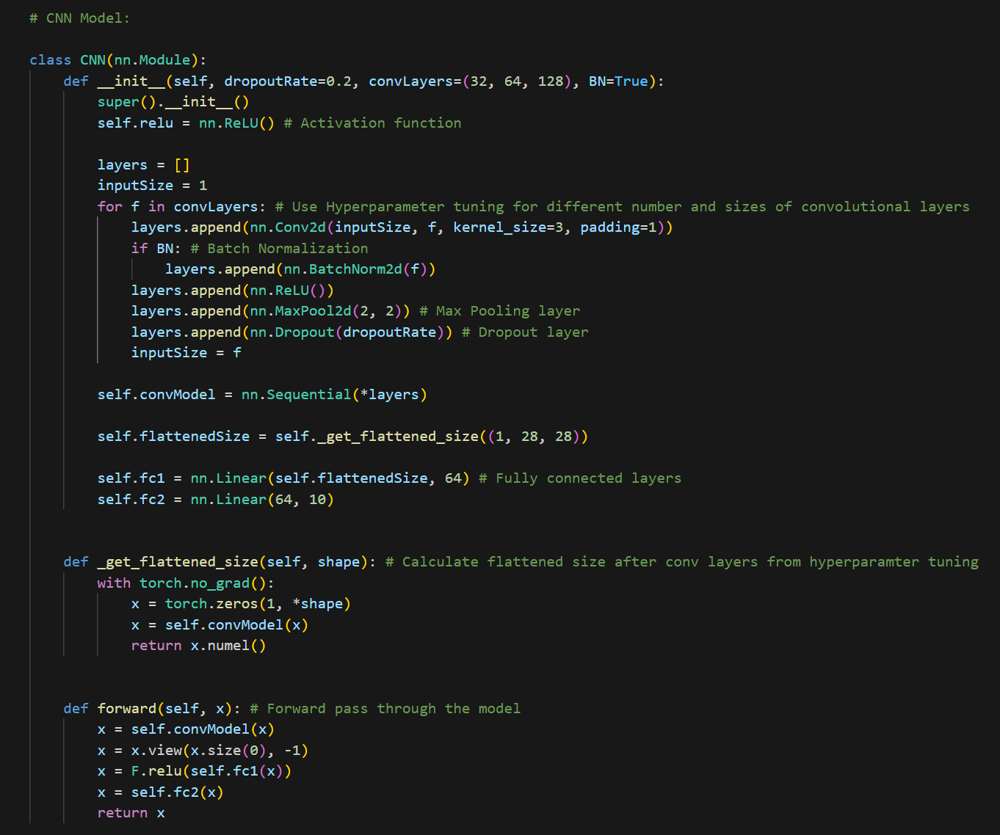 # CNN Model:
class CNN(nn.Module):
    def __init__(self, dropoutRate=0.2, convLayers=(32, 64, 128), BN=True):
        super().__init__()
        self.relu = nn.ReLU() # Activation function

        layers = []
        inputSize = 1
        for f in convLayers: # Use Hyperparameter tuning for different number and sizes of convolutional layers
            layers.append(nn.Conv2d(inputSize, f, kernel_size=3, padding=1))
            if BN: # Batch Normalization
                layers.append(nn.BatchNorm2d(f))
            layers.append(nn.ReLU())
            layers.append(nn.MaxPool2d(2, 2)) # Max Pooling layer
            layers.append(nn.Dropout(dropoutRate)) # Dropout layer
            inputSize = f

        self.convModel = nn.Sequential(*layers)

        self.flattenedSize = self._get_flattened_size((1, 28, 28))

        self.fc1 = nn.Linear(self.flattenedSize, 64) # Fully connected layers
        self.fc2 = nn.Linear(64, 10)

    def _get_flattened_size(self, shape): # Calculate flattened size after conv layers from hyperparamter tuning
        with torch.no_grad():
            x = torch.zeros(1, *shape)
            x = self.convModel(x)
            return x.numel()

    def forward(self, x): # Forward pass through the model
        x = self.convModel(x)
        x = x.view(x.size(0), -1)
        x = F.relu(self.fc1(x))
        x = self.fc2(x)
        return x